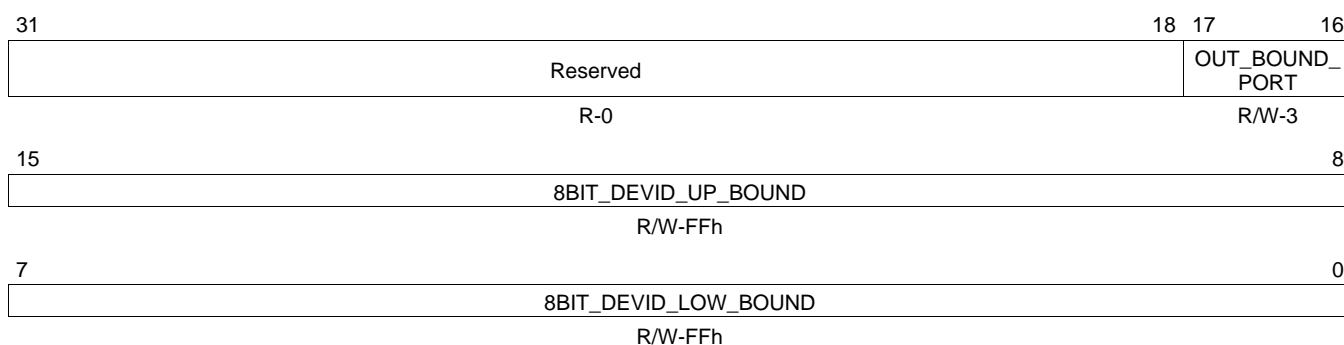 31 18 17 16
Reserved OUT_BOUND_
PORT
R-0 R/W-3
15 8
8BIT_DEVID_UP_BOUND
R/W-FFh
7 0
8BIT_DEVID_LOW_BOUND
R/W-FFh